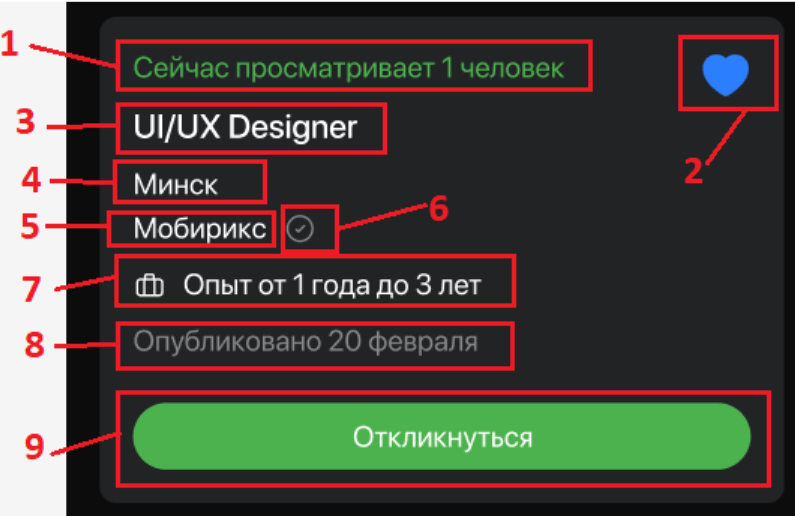 1
Сейчас просматривает 1 человек
2
3
UI/UX Designer
4
Минск
5
Мобирикс
6
7
Опыт от 1 года до 3 лет
8
Опубликовано 20 февраля
9
Откликнуться